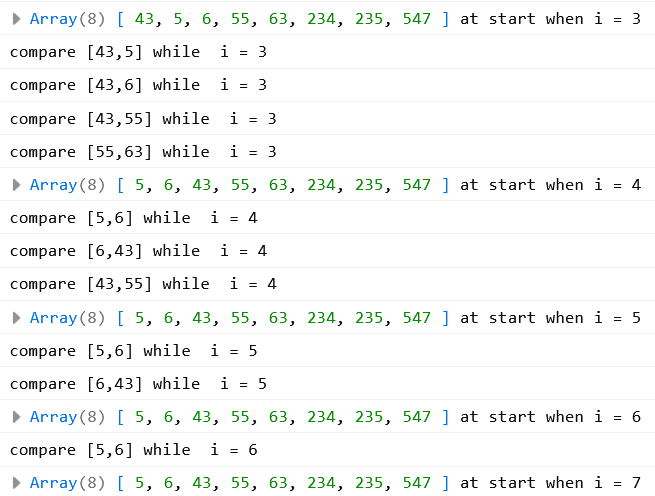 Array(8) [ 43, 5, 6, 55, 63, 234, 235, 547 ] at start when i = 3
compare [43,5] while  i = 3
compare [43,6] while  i = 3
compare [43,55] while  i = 3
compare [55,63] while  i = 3
Array(8) [ 5, 6, 43, 55, 63, 234, 235, 547 ] at start when i = 4
compare [5,6] while  i = 4
compare [6,43] while  i = 4
compare [43,55] while  i = 4
Array(8) [ 5, 6, 43, 55, 63, 234, 235, 547 ] at start when i = 5
compare [5,6] while  i = 5
compare [6,43] while  i = 5
Array(8) [ 5, 6, 43, 55, 63, 234, 235, 547 ] at start when i = 6
compare [5,6] while  i = 6
Array(8) [ 5, 6, 43, 55, 63, 234, 235, 547 ] at start when i = 7